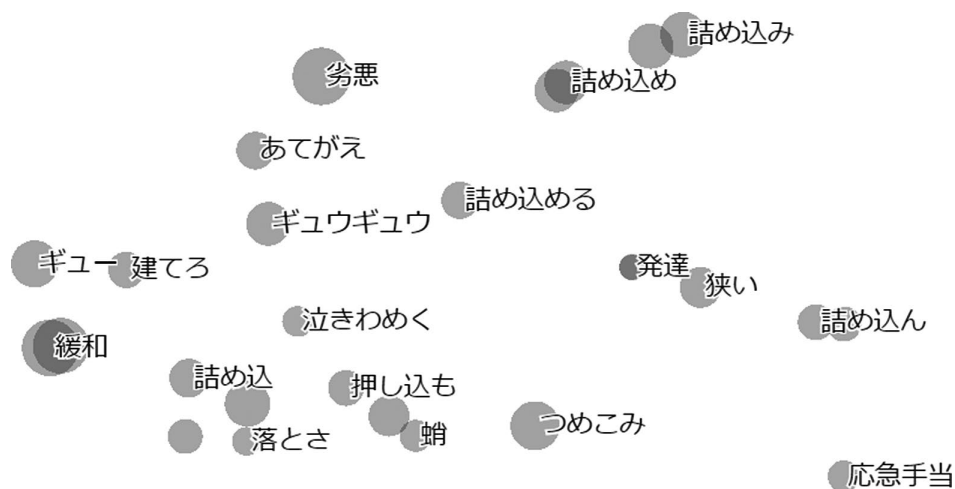 詰め込み
劣悪
詰め込め
あてがえ
詰め込める
ギュウギュウ
ギュー
建てろ
発達
狭い
泣きわめく
詰め込ん
緩和
詰め込
押し込も
つめこみ
落とさ
蛸
応急手当